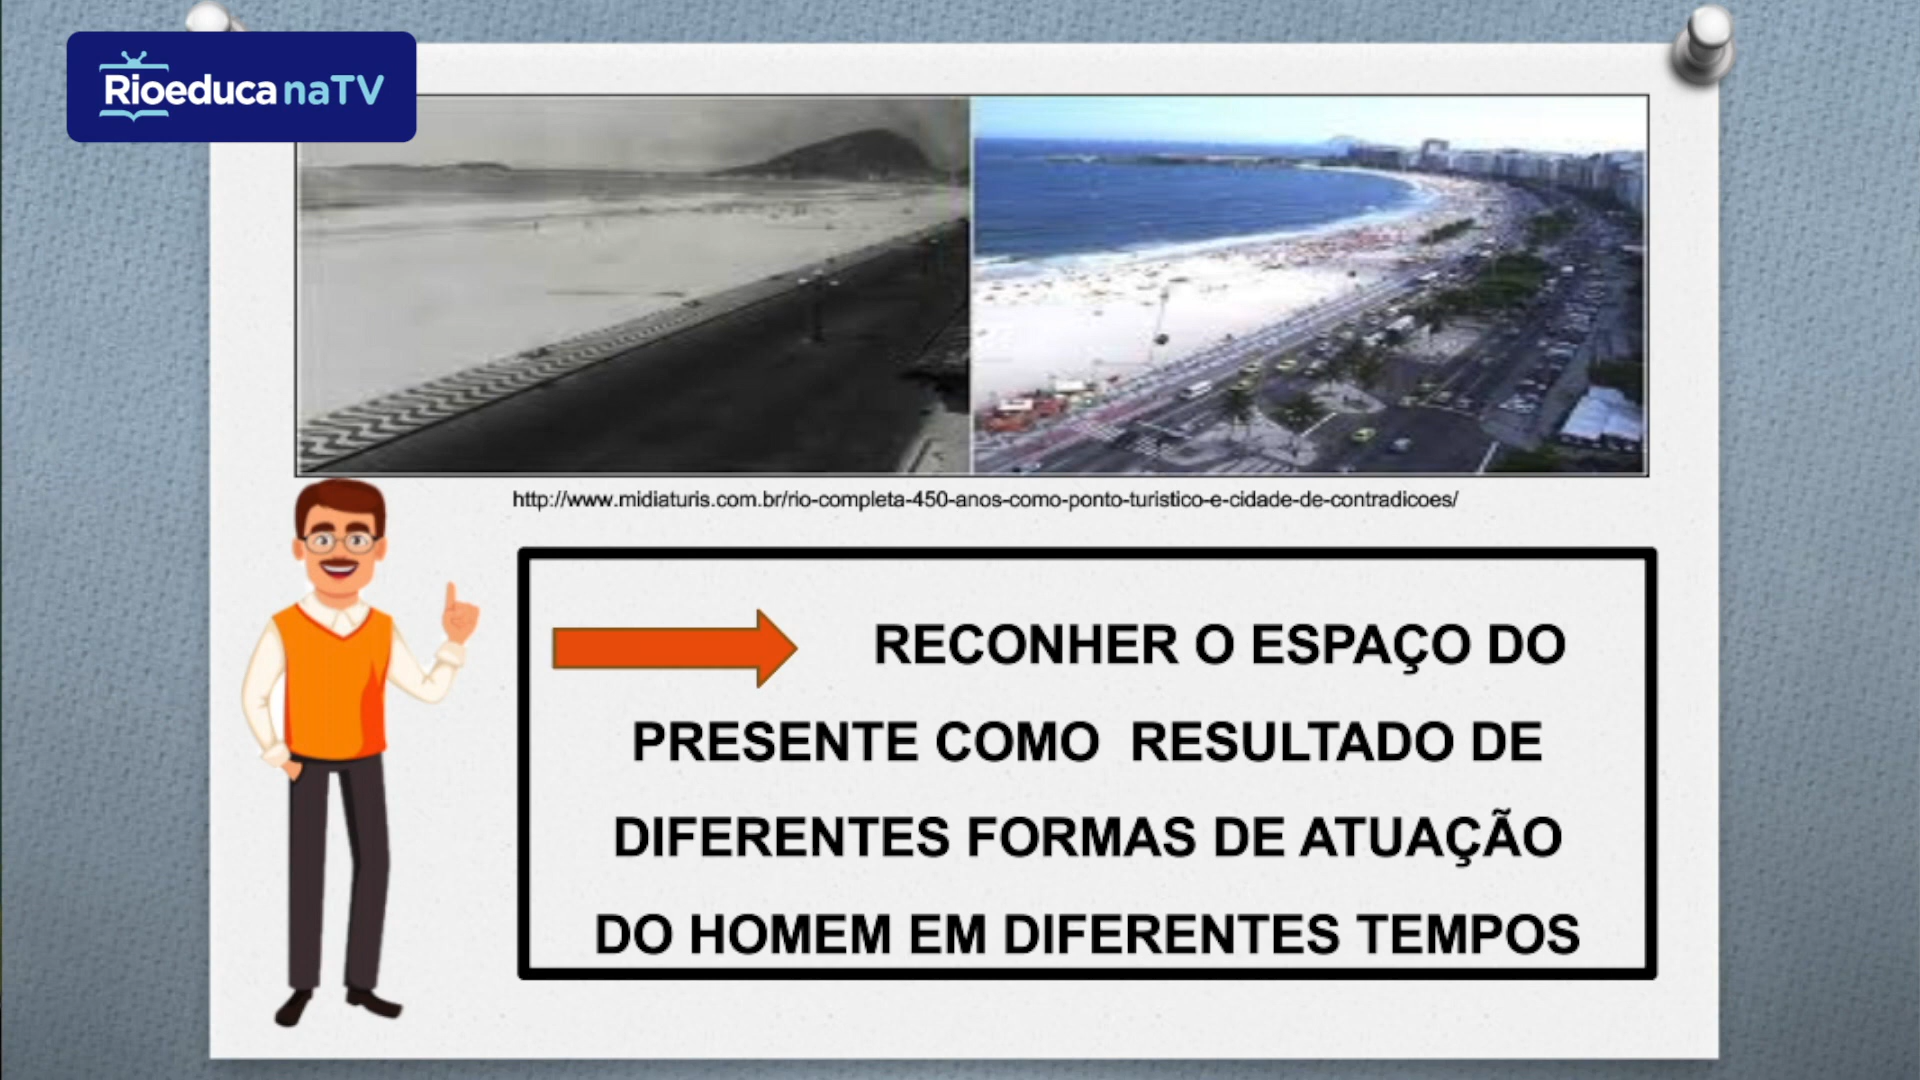 Rioeduca naTV
http://www.midiaturis.com.br/rio-completa-450-anos-como-ponto-turistico-e-cidade-de-contradicoes/
RECONHER O ESPAÇO DO
PRESENTE COMO RESULTADO DE
DIFERENTES FORMAS DE ATUAÇÃO
DO HOMEM EM DIFERENTES TEMPOS